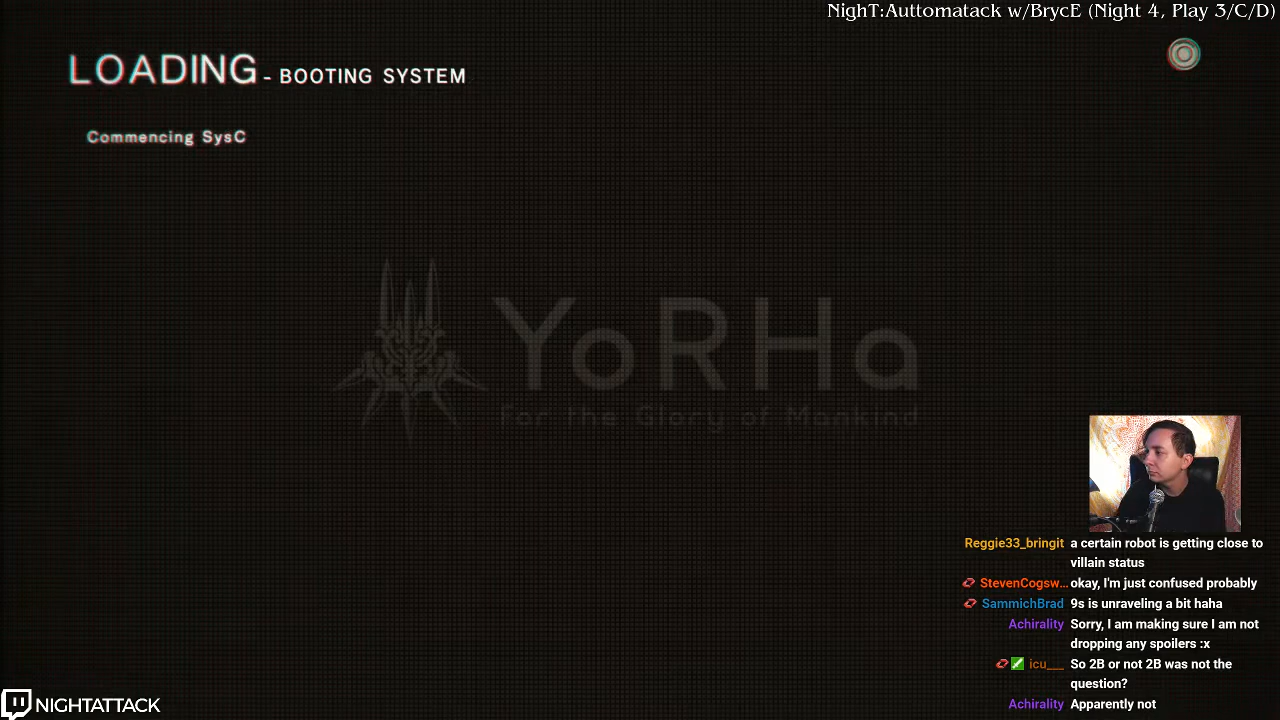 NighT:Auttomatack w/BrycE (Night 4, Play 3/C/D)
LOADING - BOOTING SYSTEM
Commencing SysC
YoRHa
For the Glory of Mankind
Reggie33_bringit a certain robot is getting close to
villain status
StevenCogsw... okay, I'm just confused probably
SammichBrad 9s is unraveling a bit haha
Achirality Sorry, I am making sure I am not
dropping any spoilers :x
icu___ So 2B or not 2B was not the
question?
Achirality Apparently not
NIGHTATTACK